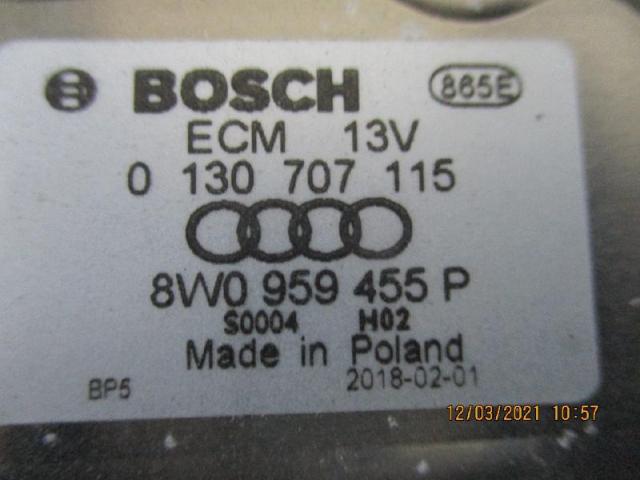 BOSCH 865E
ECM 13V
0 130 707 115
8W0 959 455 P
S0004 H02
Made in Poland
BP5 2018-02-01
12/03/2021 10:57